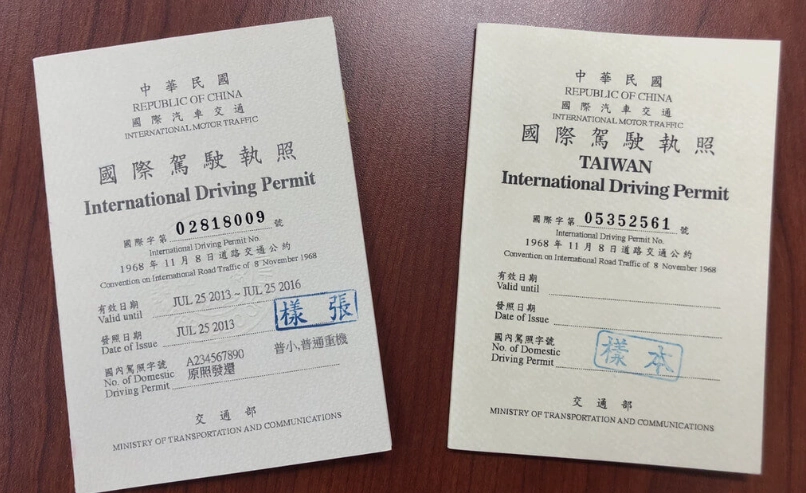 中華民國
REPUBLIC OF CHINA
國際汽車交通
INTERNATIONAL MOTOR TRAFFIC
國際駕駛執照
International Driving Permit
國際字第 02818009 號
International Driving Permit No.
1968 年 11 月 8 日道路交通公約
Convention on International Road Traffic of 8 November 1968
有效日期 JUL 25 2013 ~ JUL 25 2016
Valid until
發照日期 JUL 25 2013
Date of Issue
樣張
國內駕照字號 A234567890 普小,普通重機
No. of Domestic 原照發還
Driving Permit
交通部
MINISTRY OF TRANSPORTATION AND COMMUNICATIONS
中華民國
REPUBLIC OF CHINA
國際汽車交通
INTERNATIONAL MOTOR TRAFFIC
國際駕駛執照
TAIWAN
International Driving Permit
國際字第 05352561 號
International Driving Permit No.
1968 年 11 月 8 日道路交通公約
Convention on International Road Traffic of 8 November 1968
有效日期
Valid until
發照日期
Date of Issue
國內駕照字號
No. of Domestic
Driving Permit
樣本
交通部
MINISTRY OF TRANSPORTATION AND COMMUNICATIONS